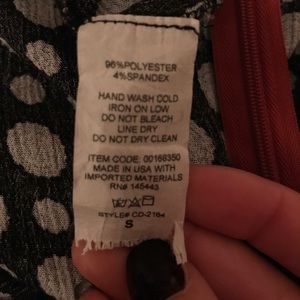 96%POLYESTER
4%SPANDEX
HAND WASH COLD
IRON ON LOW
DO NOT BLEACH
LINE DRY
DO NOT DRY CLEAN
ITEM CODE: 00166350
MADE IN USA WITH
IMPORTED MATERIALS
RN# 145443
STYLE# CD-2164
S